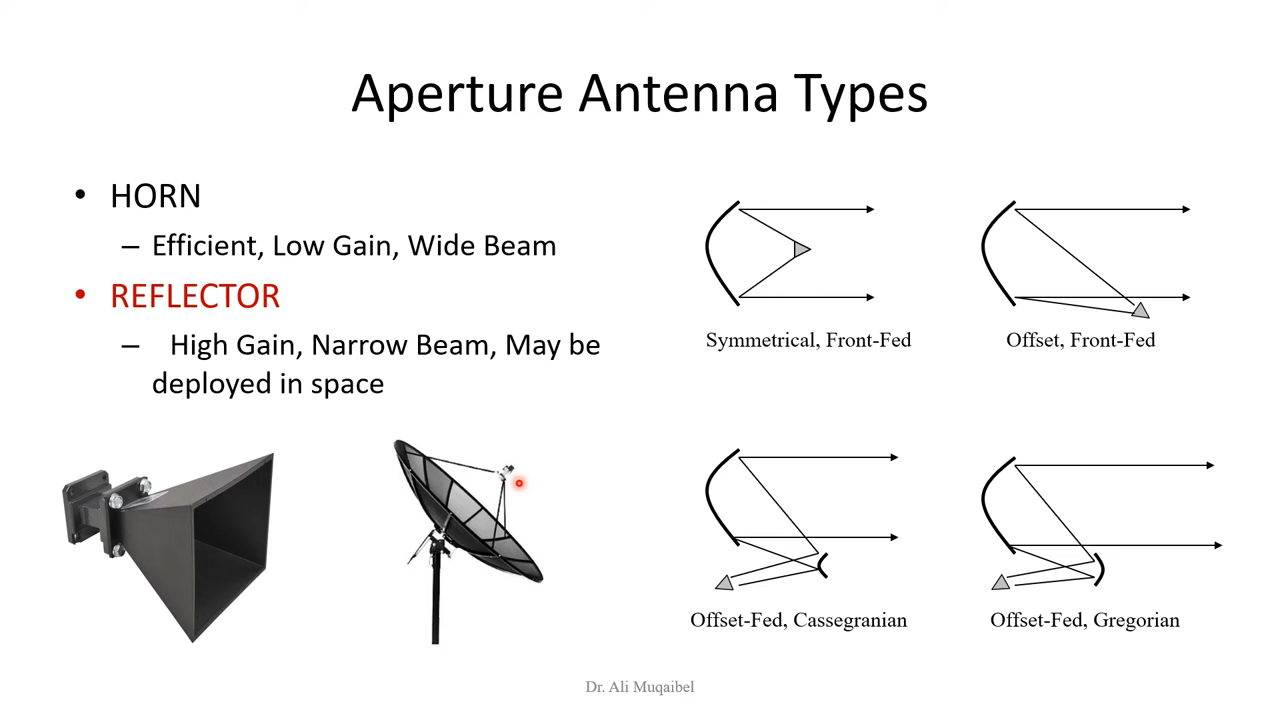 Aperture Antenna Types
• HORN
– Efficient, Low Gain, Wide Beam
• REFLECTOR
– High Gain, Narrow Beam, May be
deployed in space
Symmetrical, Front-Fed
Offset, Front-Fed
Offset-Fed, Cassegranian
Offset-Fed, Gregorian
Dr. Ali Muqaibel